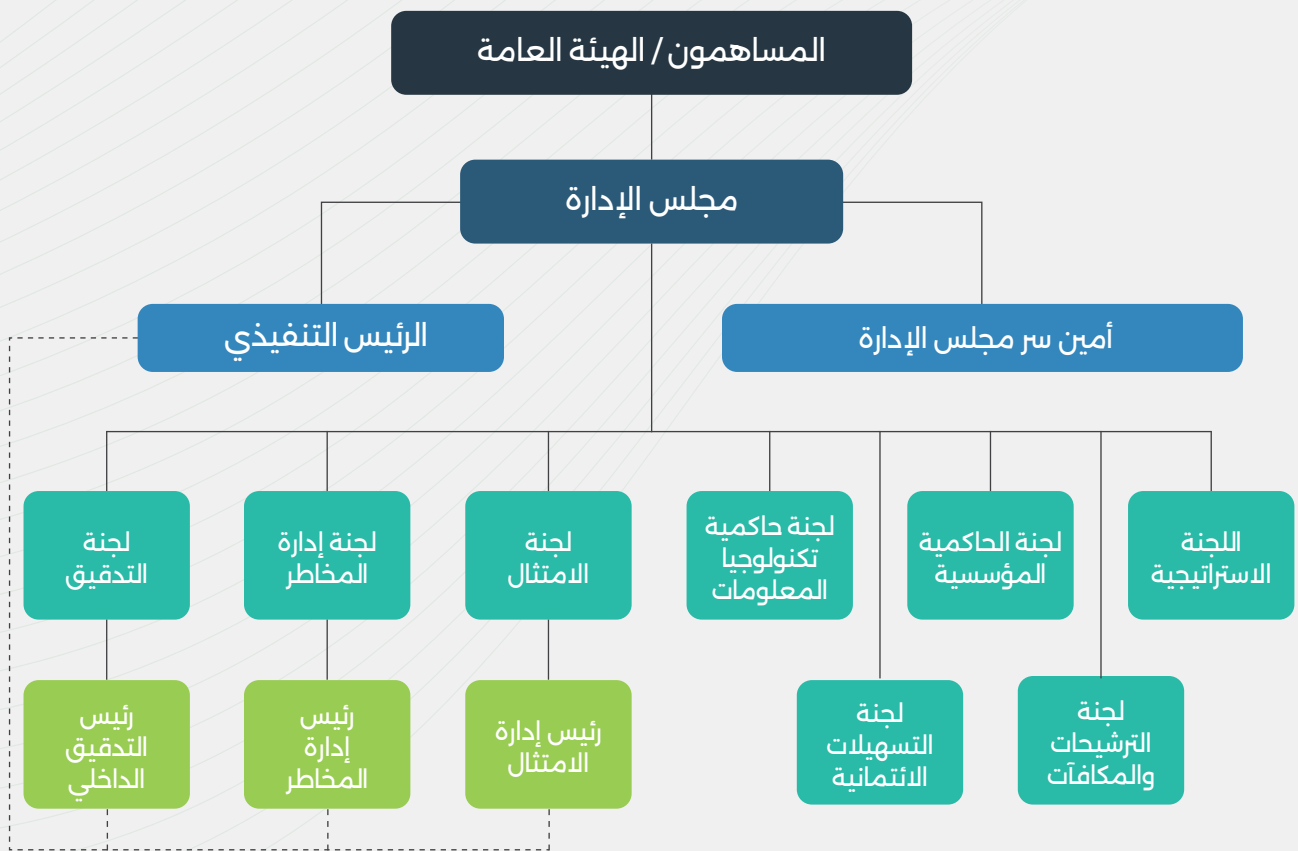 المساهمون / الهيئة العامة
مجلس الإدارة
أمين سر مجلس الإدارة
الرئيس التنفيذي
اللجنة
الاستراتيجية
لجنة الحاكمية
المؤسسية
لجنة حاكمية
تكنولوجيا
المعلومات
لجنة
الامتثال
لجنة إدارة
المخاطر
لجنة
التدقيق
لجنة
الترشيحات
والمكافآت
لجنة
التسهيلات
الائتمانية
رئيس إدارة
الامتثال
رئيس
إدارة
المخاطر
رئيس
التدقيق
الداخلي